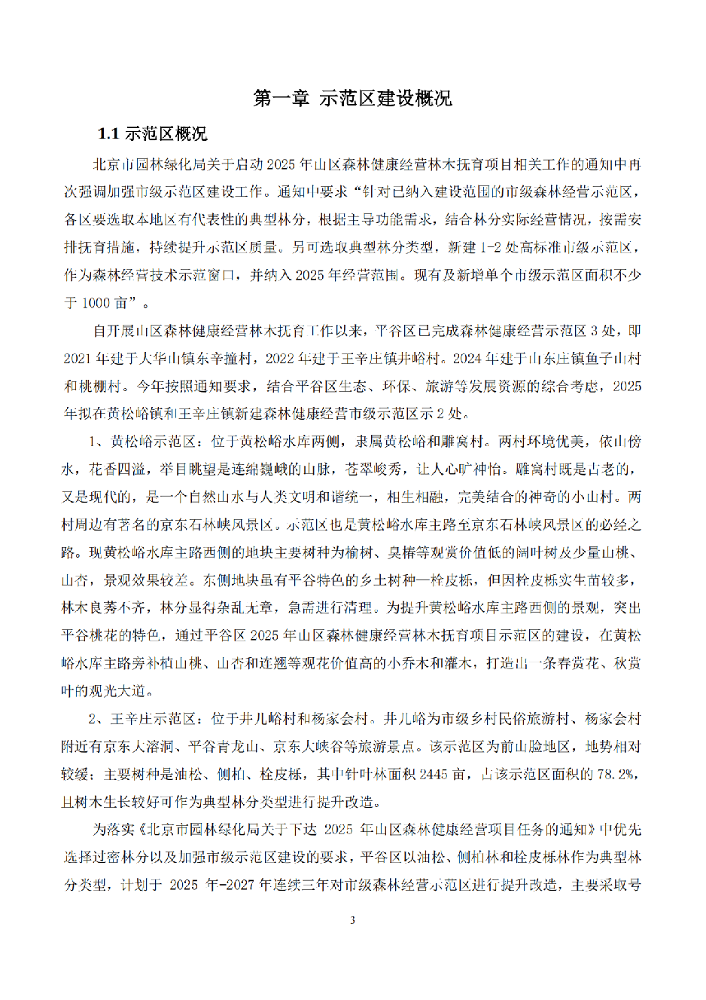 第一章 示范区建设概况
1.1 示范区概况
北京市园林绿化局关于启动 2025 年山区森林健康经营林木抚育项目相关工作的通知中再
次强调加强市级示范区建设工作。通知中要求“针对已纳入建设范围的市级森林经营示范区，
各区要选取本地区有代表性的典型林分，根据主导功能需求，结合林分实际经营情况，按需安
排抚育措施，持续提升示范区质量。另可选取典型林分类型，新建 1-2 处高标准市级示范区，
作为森林经营技术示范窗口，并纳入 2025 年经营范围。现有及新增单个市级示范区面积不少
于 1000 亩”。
自开展山区森林健康经营林木抚育工作以来，平谷区已完成森林健康经营示范区 3 处，即
2021 年建于大华山镇东辛撞村，2022 年建于王辛庄镇井峪村。2024 年建于山东庄镇鱼子山村
和桃棚村。今年按照通知要求，结合平谷区生态、环保、旅游等发展资源的综合考虑，2025
年拟在黄松峪镇和王辛庄镇新建森林健康经营市级示范区示 2 处。
1、黄松峪示范区：位于黄松峪水库两侧，隶属黄松峪和雕窝村。两村环境优美，依山傍
水，花香四溢，举目眺望是连绵巍峨的山脉，苍翠峻秀，让人心旷神怡。雕窝村既是古老的，
又是现代的，是一个自然山水与人类文明和谐统一，相生相融，完美结合的神奇的小山村。两
村周边有著名的京东石林峡风景区。示范区也是黄松峪水库主路至京东石林峡风景区的必经之
路。现黄松峪水库主路西侧的地块主要树种为榆树、臭椿等观赏价值低的阔叶树及少量山桃、
山杏，景观效果较差。东侧地块虽有平谷特色的乡土树种—栓皮栎，但因栓皮栎实生苗较多，
林木良莠不齐，林分显得杂乱无章，急需进行清理。为提升黄松峪水库主路西侧的景观，突出
平谷桃花的特色，通过平谷区 2025 年山区森林健康经营林木抚育项目示范区的建设，在黄松
峪水库主路旁补植山桃、山杏和连翘等观花价值高的小乔木和灌木，打造出一条春赏花、秋赏
叶的观光大道。
2、王辛庄示范区：位于井儿峪村和杨家会村。井儿峪为市级乡村民俗旅游村、杨家会村
附近有京东大溶洞、平谷青龙山、京东大峡谷等旅游景点。该示范区为前山脸地区，地势相对
较缓；主要树种是油松、侧柏、栓皮栎，其中针叶林面积 2445 亩，占该示范区面积的 78.2%，
且树木生长较好可作为典型林分类型进行提升改造。
为落实《北京市园林绿化局关于下达 2025 年山区森林健康经营项目任务的通知》中优先
选择过密林分以及加强市级示范区建设的要求，平谷区以油松、侧柏林和栓皮栎林作为典型林
分类型，计划于 2025 年-2027 年连续三年对市级森林经营示范区进行提升改造，主要采取号
3